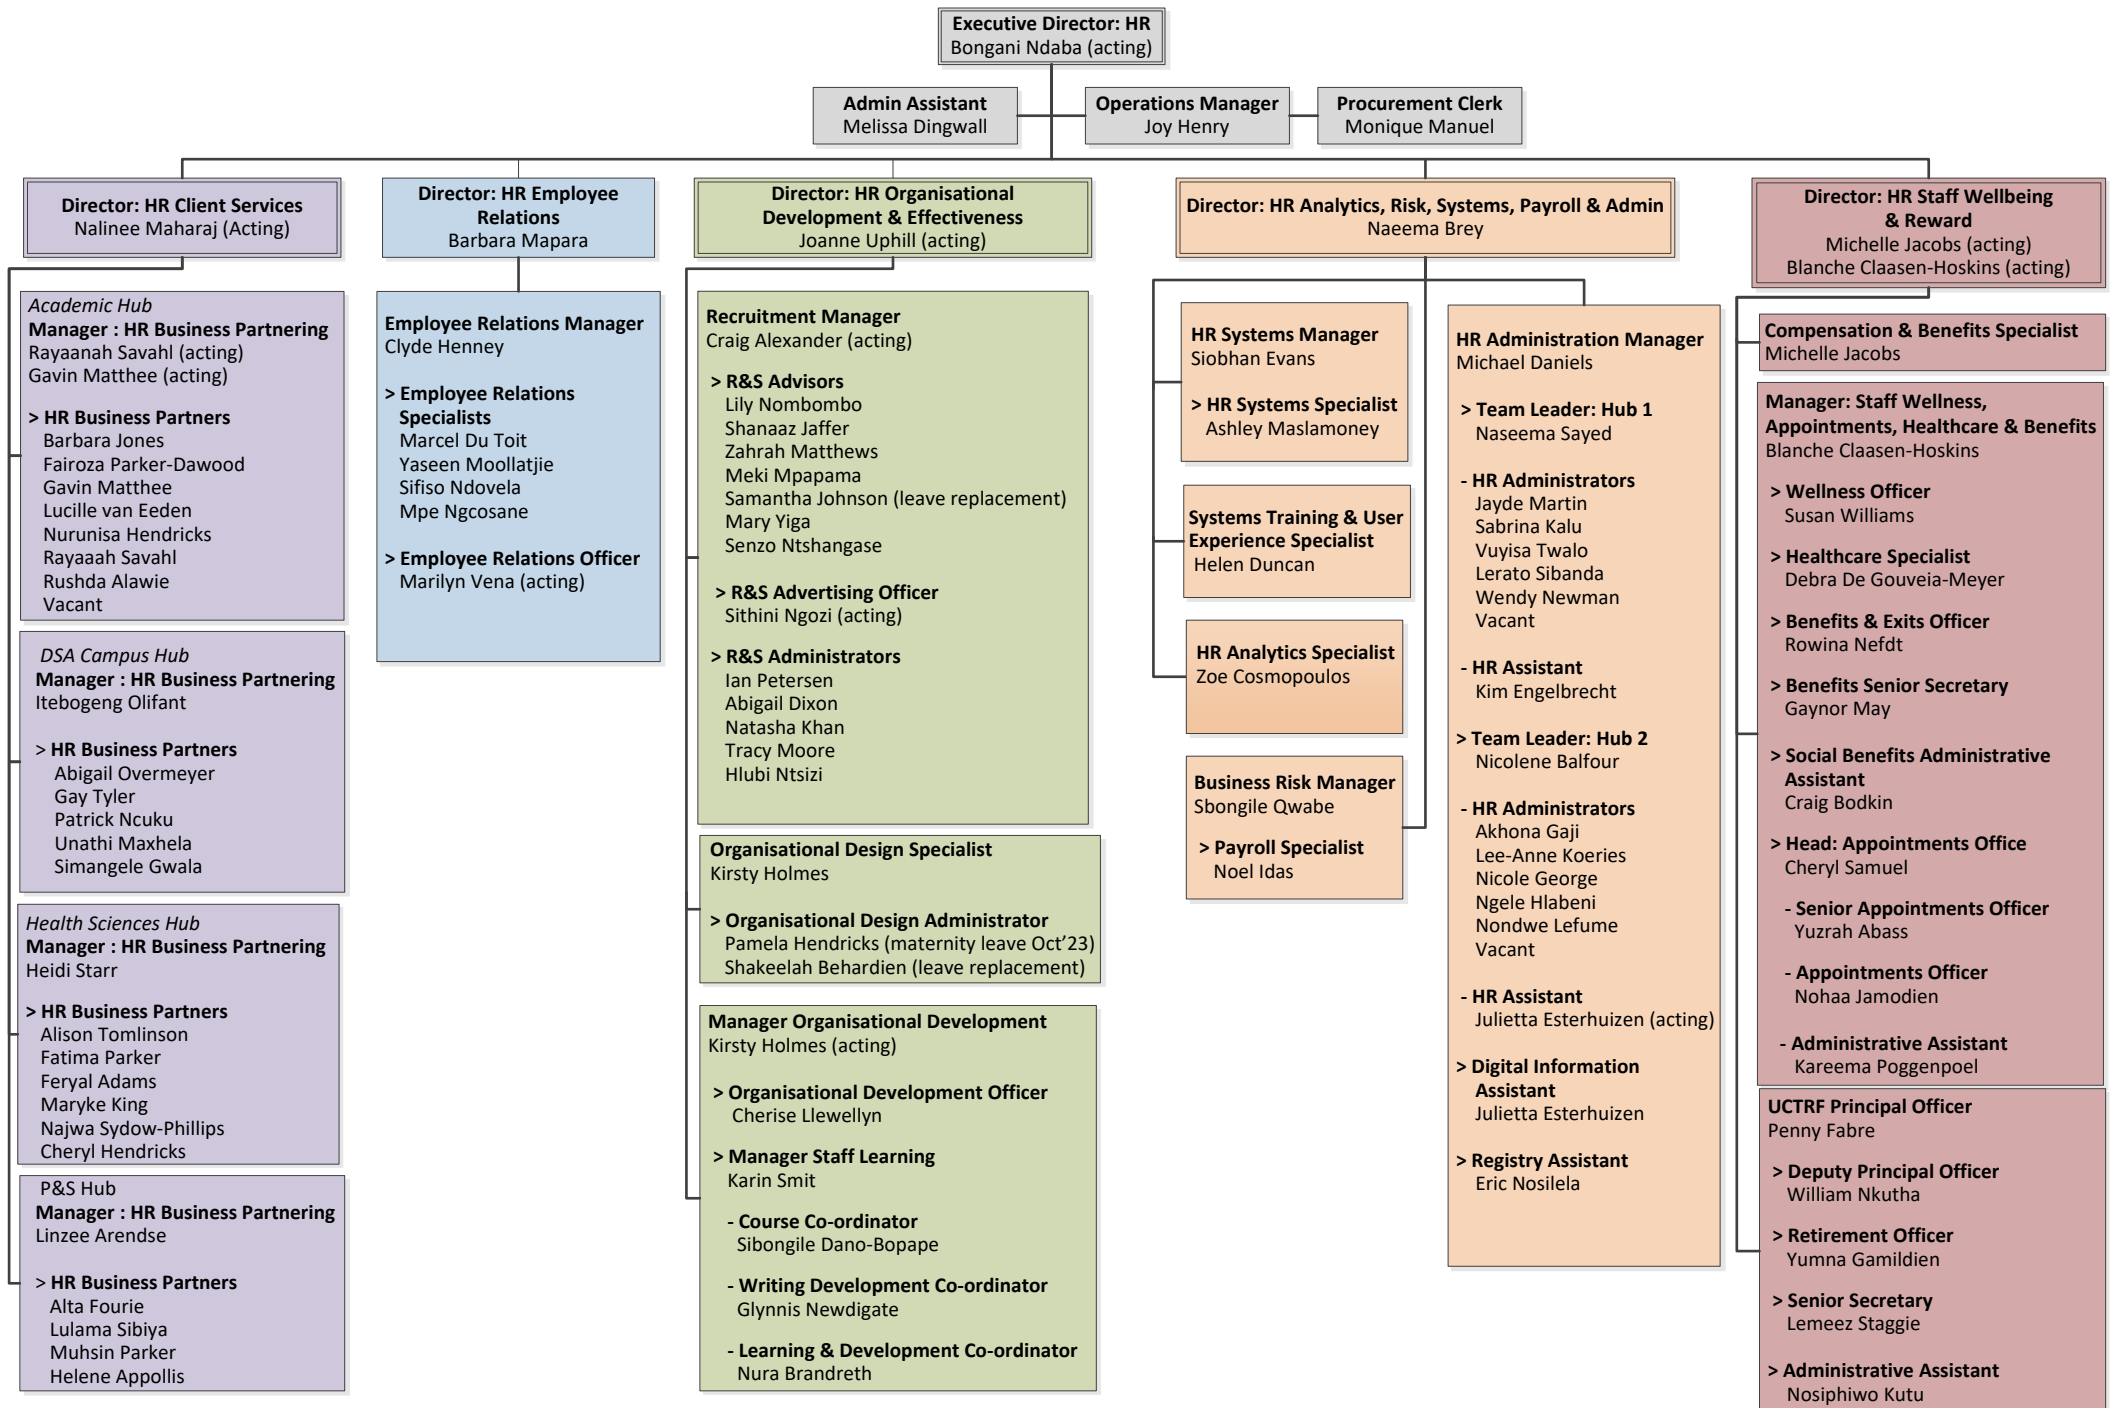 Executive Director: HR
Bongani Ndaba (acting)
Admin Assistant
Melissa Dingwall
Operations Manager
Joy Henry
Procurement Clerk
Monique Manuel
Director: HR Client Services
Nalinee Maharaj (Acting)
Academic Hub
Manager : HR Business Partnering
Rayaanah Savahl (acting)
Gavin Matthee (acting)
> HR Business Partners
Barbara Jones
Fairoza Parker-Dawood
Gavin Matthee
Lucille van Eeden
Nurunisa Hendricks
Rayaaah Savahl
Rushda Alawie
Vacant
DSA Campus Hub
Manager : HR Business Partnering
Itebogeng Olifant
> HR Business Partners
Abigail Overmeyer
Gay Tyler
Patrick Ncuku
Unathi Maxhela
Simangele Gwala
Health Sciences Hub
Manager : HR Business Partnering
Heidi Starr
> HR Business Partners
Alison Tomlinson
Fatima Parker
Feryal Adams
Maryke King
Najwa Sydow-Phillips
Cheryl Hendricks
P&S Hub
Manager : HR Business Partnering
Linzee Arendse
> HR Business Partners
Alta Fourie
Lulama Sibiya
Muhsin Parker
Helene Appollis
Director: HR Employee
Relations
Barbara Mapara
Employee Relations Manager
Clyde Henney
> Employee Relations
Specialists
Marcel Du Toit
Yaseen Moollatjie
Sifiso Ndovela
Mpe Ngcosane
> Employee Relations Officer
Marilyn Vena (acting)
Director: HR Organisational
Development & Effectiveness
Joanne Uphill (acting)
Recruitment Manager
Craig Alexander (acting)
> R&S Advisors
Lily Nombombo
Shanaaz Jaffer
Zahrah Matthews
Meki Mpapama
Samantha Johnson (leave replacement)
Mary Yiga
Senzo Ntshangase
> R&S Advertising Officer
Sithini Ngozi (acting)
> R&S Administrators
Ian Petersen
Abigail Dixon
Natasha Khan
Tracy Moore
Hlubi Ntsizi
Organisational Design Specialist
Kirsty Holmes
> Organisational Design Administrator
Pamela Hendricks (maternity leave Oct’23)
Shakeelah Behardien (leave replacement)
Manager Organisational Development
Kirsty Holmes (acting)
> Organisational Development Officer
Cherise Llewellyn
> Manager Staff Learning
Karin Smit
- Course Co-ordinator
Sibongile Dano-Bopape
- Writing Development Co-ordinator
Glynnis Newdigate
- Learning & Development Co-ordinator
Nura Brandreth
Director: HR Analytics, Risk, Systems, Payroll & Admin
Naeema Brey
HR Systems Manager
Siobhan Evans
> HR Systems Specialist
Ashley Maslamoney
Systems Training & User
Experience Specialist
Helen Duncan
HR Analytics Specialist
Zoe Cosmopoulos
Business Risk Manager
Sbongile Qwabe
> Payroll Specialist
Noel Idas
HR Administration Manager
Michael Daniels
> Team Leader: Hub 1
Naseema Sayed
- HR Administrators
Jayde Martin
Sabrina Kalu
Vuyisa Twalo
Lerato Sibanda
Wendy Newman
Vacant
- HR Assistant
Kim Engelbrecht
> Team Leader: Hub 2
Nicolene Balfour
- HR Administrators
Akhona Gaji
Lee-Anne Koeries
Nicole George
Ngele Hlabeni
Nondwe Lefume
Vacant
- HR Assistant
Julietta Esterhuizen (acting)
> Digital Information
Assistant
Julietta Esterhuizen
> Registry Assistant
Eric Nosilela
Director: HR Staff Wellbeing
& Reward
Michelle Jacobs (acting)
Blanche Claasen-Hoskins (acting)
Compensation & Benefits Specialist
Michelle Jacobs
Manager: Staff Wellness,
Appointments, Healthcare & Benefits
Blanche Claasen-Hoskins
> Wellness Officer
Susan Williams
> Healthcare Specialist
Debra De Gouveia-Meyer
> Benefits & Exits Officer
Rowina Nefdt
> Benefits Senior Secretary
Gaynor May
> Social Benefits Administrative
Assistant
Craig Bodkin
> Head: Appointments Office
Cheryl Samuel
- Senior Appointments Officer
Yuzrah Abass
- Appointments Officer
Nohaa Jamodien
- Administrative Assistant
Kareema Poggenpoel
UCTRF Principal Officer
Penny Fabre
> Deputy Principal Officer
William Nkutha
> Retirement Officer
Yumna Gamildien
> Senior Secretary
Lemeez Staggie
> Administrative Assistant
Nosiphiwo Kutu